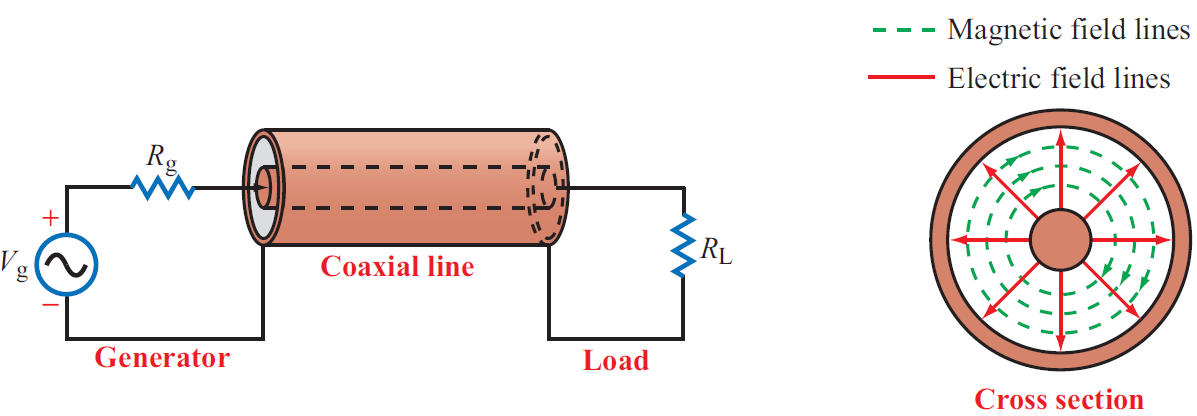 Magnetic field lines
Electric field lines
Rg
+
Vg
−
Coaxial line
RL
Generator
Load
Cross section